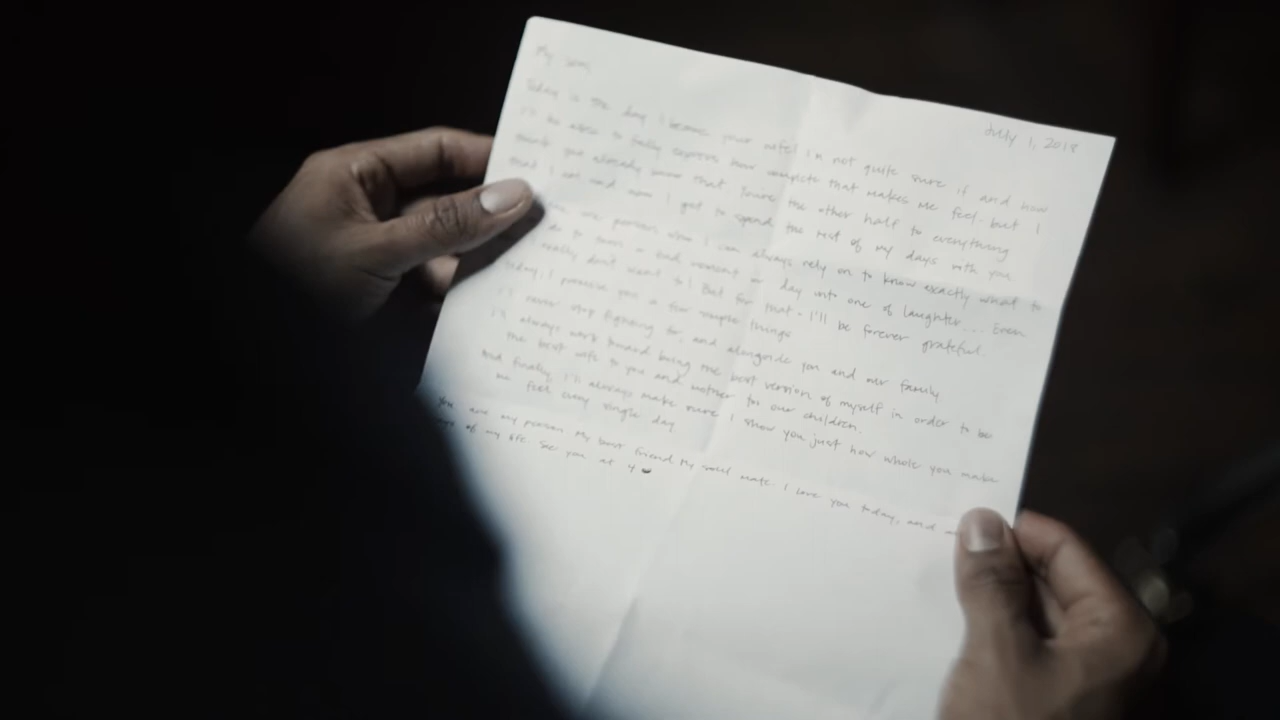 July 1, 2018
My
Today is the day I become your wife! I'm not quite sure if and how
I'll be able to fully express how complete that makes me feel. but I
think you already know that. You're the other half to everything
that I am and now I get to spend the rest of my days with you.
one person whom I can always rely on to know exactly what to
do to turn a bad moment or day into one of laughter... Even
I really don't want to! But for that, I'll be forever grateful.
Today, I promise you a few simple things
I'll never stop fighting for, and alongside you and our family.
I'll always work toward being the best version of myself in order to be
the best wife to you and mother for our children.
And finally, I'll always make sure I show you just how whole you make
me feel every single day
You are my person. My best friend. My soul mate. I love you today, and
of my life. See you at 4